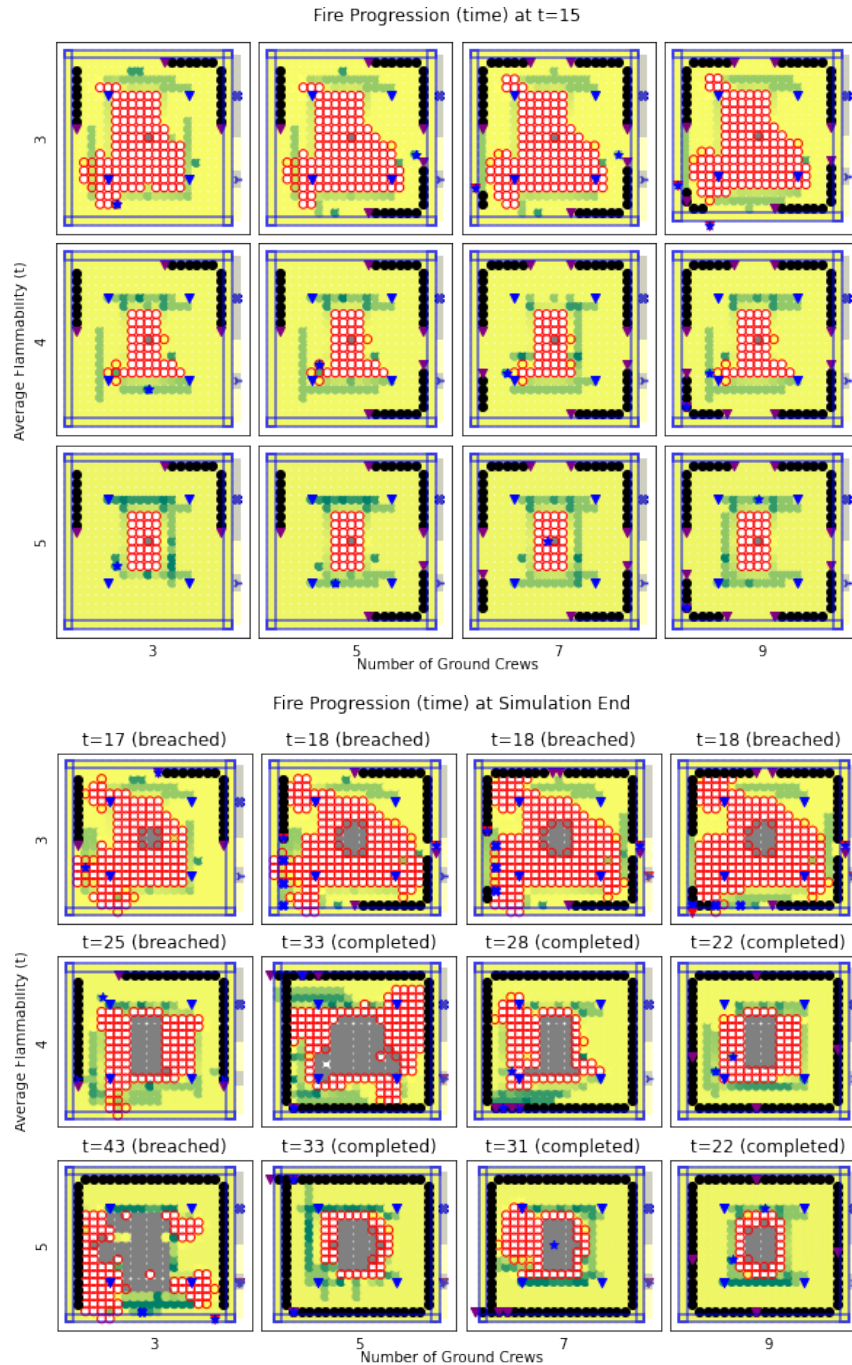 Fire Progression (time) at t=15
Average Flammability (t)
3
4
5
3
5
7
9
Number of Ground Crews
Fire Progression (time) at Simulation End
t=17 (breached)
t=18 (breached)
t=18 (breached)
t=18 (breached)
Average Flammability (t)
3
t=25 (breached)
t=33 (completed)
t=28 (completed)
t=22 (completed)
4
t=43 (breached)
t=33 (completed)
t=31 (completed)
t=22 (completed)
5
3
5
7
9
Number of Ground Crews